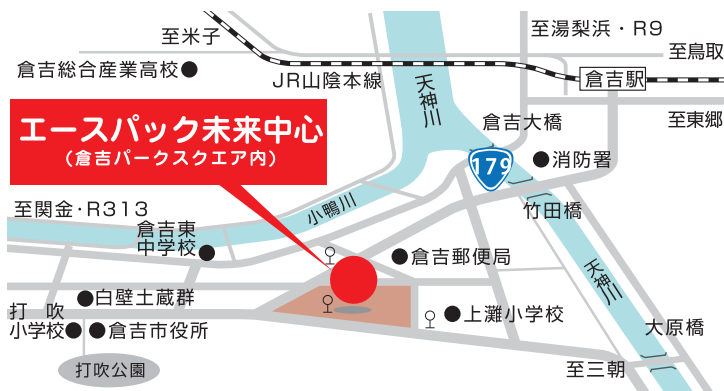 至米子
至湯梨浜・R9
至鳥取
倉吉総合産業高校
JR山陰本線
天神川
倉吉駅
至東郷
エースパック未来中心
(倉吉パークスクエア内)
倉吉大橋
179
消防署
竹田橋
至関金・R313
小鴨川
倉吉東
中学校
倉吉郵便局
天神川
白壁土蔵群
打吹
小学校
倉吉市役所
上灘小学校
大原橋
打吹公園
至三朝